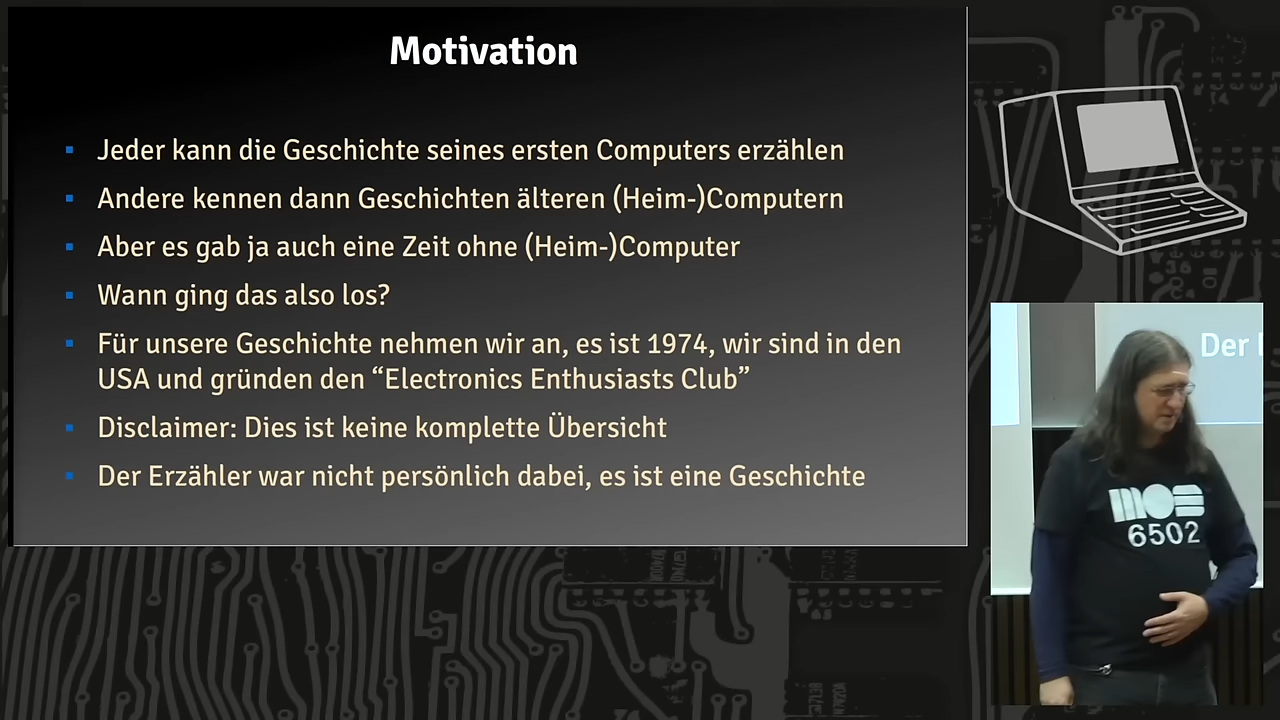 Motivation
Jeder kann die Geschichte seines ersten Computers erzählen
Andere kennen dann Geschichten älteren (Heim-)Computern
Aber es gab ja auch eine Zeit ohne (Heim-)Computer
Wann ging das also los?
Für unsere Geschichte nehmen wir an, es ist 1974, wir sind in den
USA und gründen den “Electronics Enthusiasts Club”
Disclaimer: Dies ist keine komplette Übersicht
Der Erzähler war nicht persönlich dabei, es ist eine Geschichte
Der
mos
6502